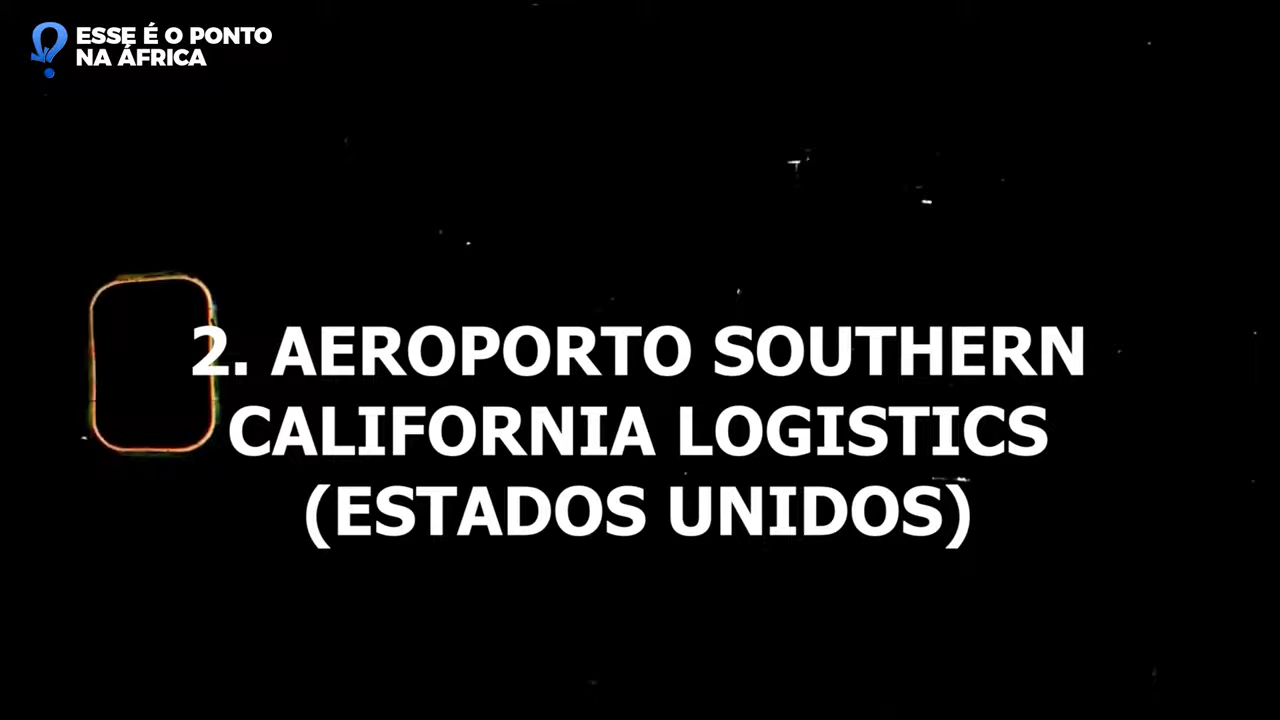 ESSE É O PONTO
NA ÁFRICA
2. AEROPORTO SOUTHERN
CALIFORNIA LOGISTICS
(ESTADOS UNIDOS)